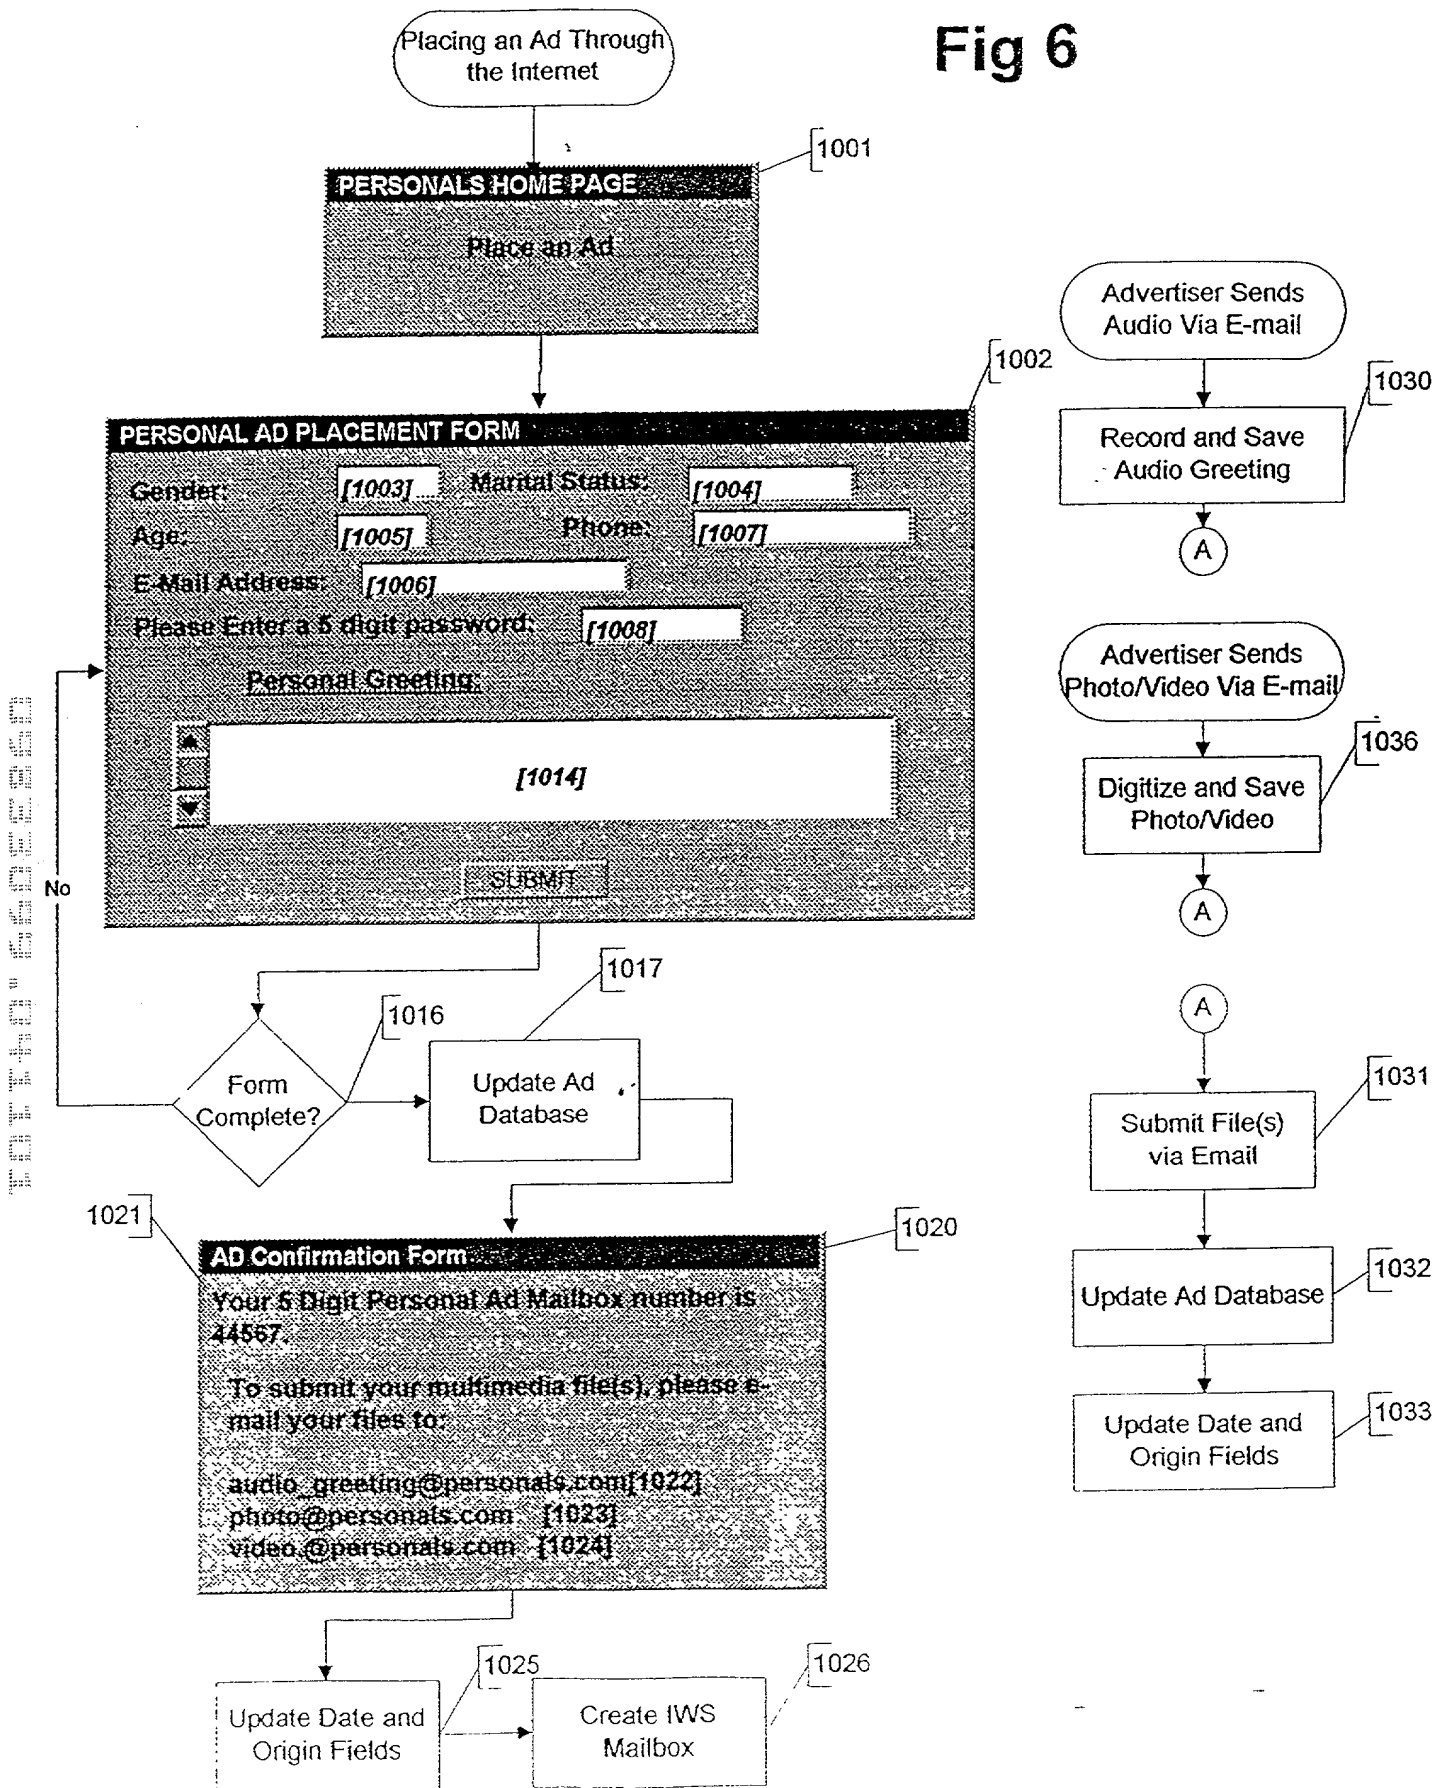 Placing an Ad Through
the Internet
Fig 6
1001
PERSONALS HOME PAGE
Place an Ad
1002
PERSONAL AD PLACEMENT FORM
Gender: [1003] Marital Status: [1004]
Age: [1005] Phone: [1007]
E-Mail Address: [1006]
Please Enter a 5 digit password: [1008]
Personal Greeting:
[1014]
SUBMIT
No
1016
Form
Complete?
1017
Update Ad
Database
1021
1020
AD Confirmation Form
Your 5 Digit Personal Ad Mailbox number is
44567.
To submit your multimedia file(s), please e-
mail your files to:
audio_greeting@personals.com[1022]
photo@personals.com [1023]
video.@personals.com [1024]
1025
Update Date and
Origin Fields
1026
Create IWS
Mailbox
Advertiser Sends
Audio Via E-mail
1030
Record and Save
Audio Greeting
A
Advertiser Sends
Photo/Video Via E-mail
1036
Digitize and Save
Photo/Video
A
A
1031
Submit File(s)
via Email
1032
Update Ad Database
1033
Update Date and
Origin Fields